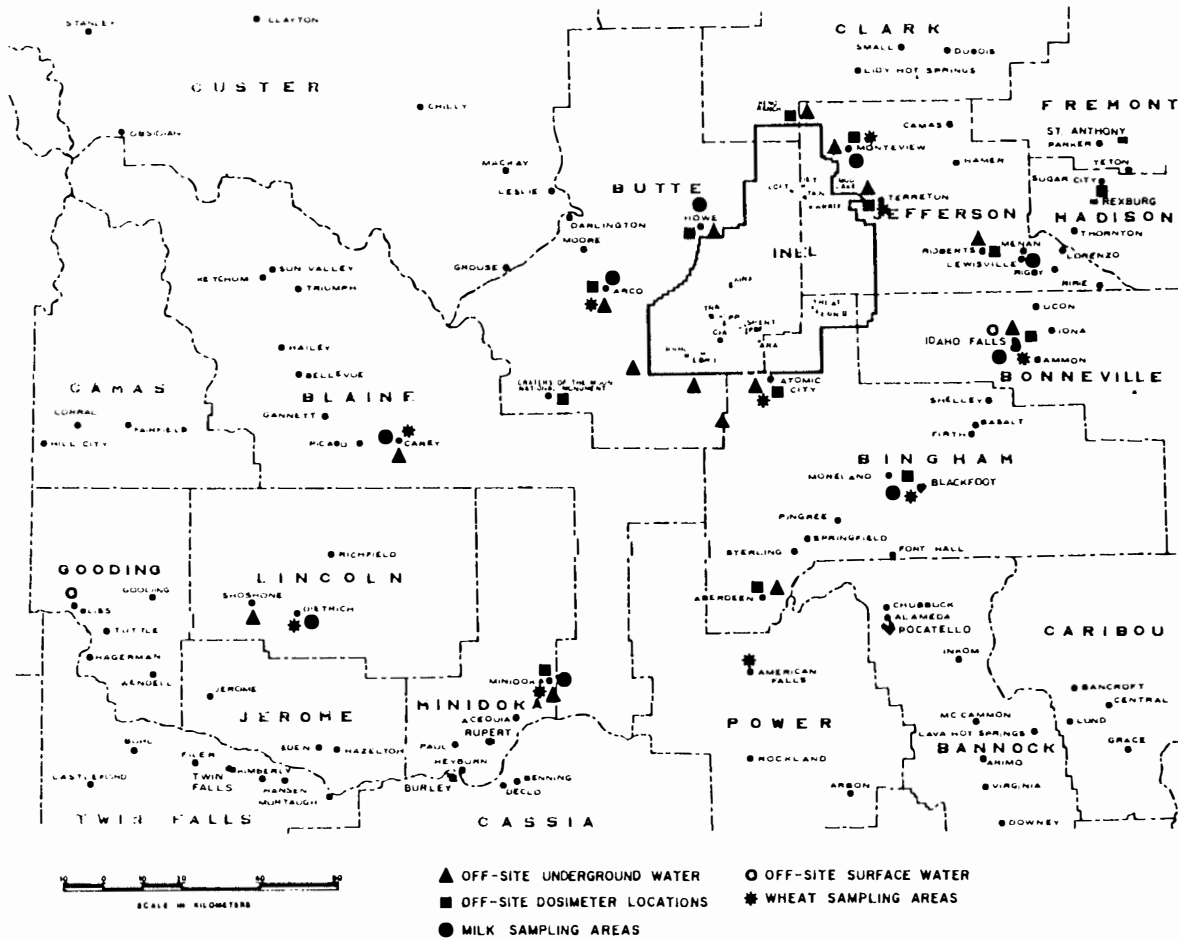 STANLEY
CLAYTON
CLARK
SMALL
DUBOIS
LIDY HOT SPRINGS
CUSTER
CHILLY
RENO RANCH
FREMONT
OBSIDIAN
CAMAS
ST. ANTHONY
PARKER
MONTEVIEW
MACKAY
HAMER
TETON
LESLIE
BUTTE
SUGAR CITY
MUD LAKE
TERRETON
REXBURG
HOWE
JEFFERSON
MADISON
DARLINGTON
MOORE
THORNTON
INEL
ROBERTS
MENAN
LORENZO
LEWISVILLE
RIGBY
GROUSE
SUN VALLEY
KETCHUM
TRIUMPH
ARCO
RIRIE
UCON
IONA
IDAHO FALLS
HAILEY
AMMON
BELLEVUE
CRATERS OF THE MOON
NATIONAL MONUMENT
ATOMIC CITY
BONNEVILLE
CAMAS
BLAINE
SHELLEY
CORRAL
FAIRFIELD
GANNETT
BASALT
FIRTH
HILL CITY
PICABO
CAREY
BINGHAM
MORELAND
BLACKFOOT
PINGREE
SPRINGFIELD
STERLING
FORT HALL
RICHFIELD
GOODING
LINCOLN
GOODING
SHOSHONE
BLISS
DIETRICH
ABERDEEN
CHUBBUCK
ALAMEDA
POCATELLO
CARIBOU
TUTTLE
HAGERMAN
INKOM
WENDELL
AMERICAN FALLS
MINIDOKA
JEROME
BANCROFT
MINIDOKA
CENTRAL
JEROME
ACEQUIA
POWER
MC CAMMON
LUND
RUPERT
LAVA HOT SPRINGS
BUHL
EDEN
HAZELTON
PAUL
BANNOCK
GRACE
FILER
ROCKLAND
ARIMO
TWIN FALLS
KIMBERLY
HEYBURN
CASTLEFORD
HANSEN
BURLEY
DECLO
ARBON
VIRGINIA
MURTAUGH
TWIN FALLS
CASSIA
DOWNEY
SCALE IN KILOMETERS
OFF-SITE UNDERGROUND WATER
OFF-SITE SURFACE WATER
OFF-SITE DOSIMETER LOCATIONS
WHEAT SAMPLING AREAS
MILK SAMPLING AREAS